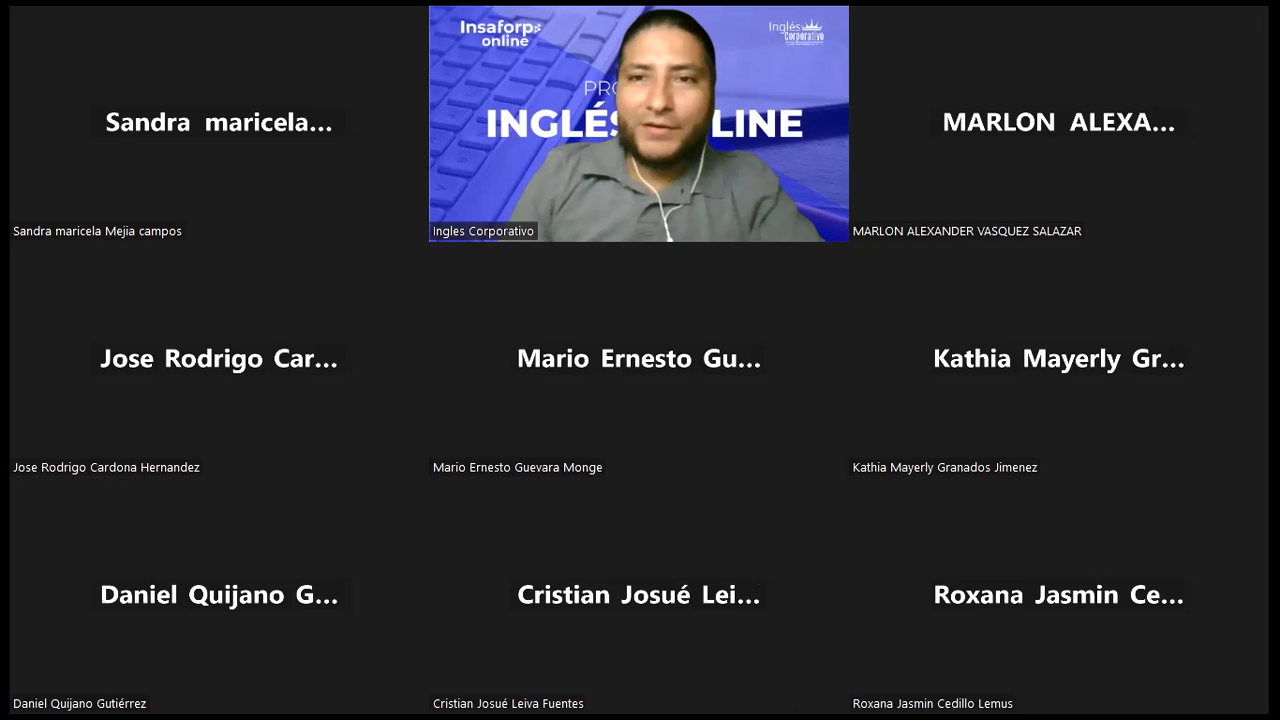 Sandra maricela...
Sandra maricela Mejia campos
Insaforp
online
Inglés
Corporativo
PRO
INGLÉS
LINE
Ingles Corporativo
MARLON ALEXA...
MARLON ALEXANDER VASQUEZ SALAZAR
Jose Rodrigo Car...
Jose Rodrigo Cardona Hernandez
Mario Ernesto Gu...
Mario Ernesto Guevara Monge
Kathia Mayerly Gr...
Kathia Mayerly Granados Jimenez
Daniel Quijano G...
Daniel Quijano Gutiérrez
Cristian Josué Lei...
Cristian Josué Leiva Fuentes
Roxana Jasmin Ce...
Roxana Jasmin Cedillo Lemus